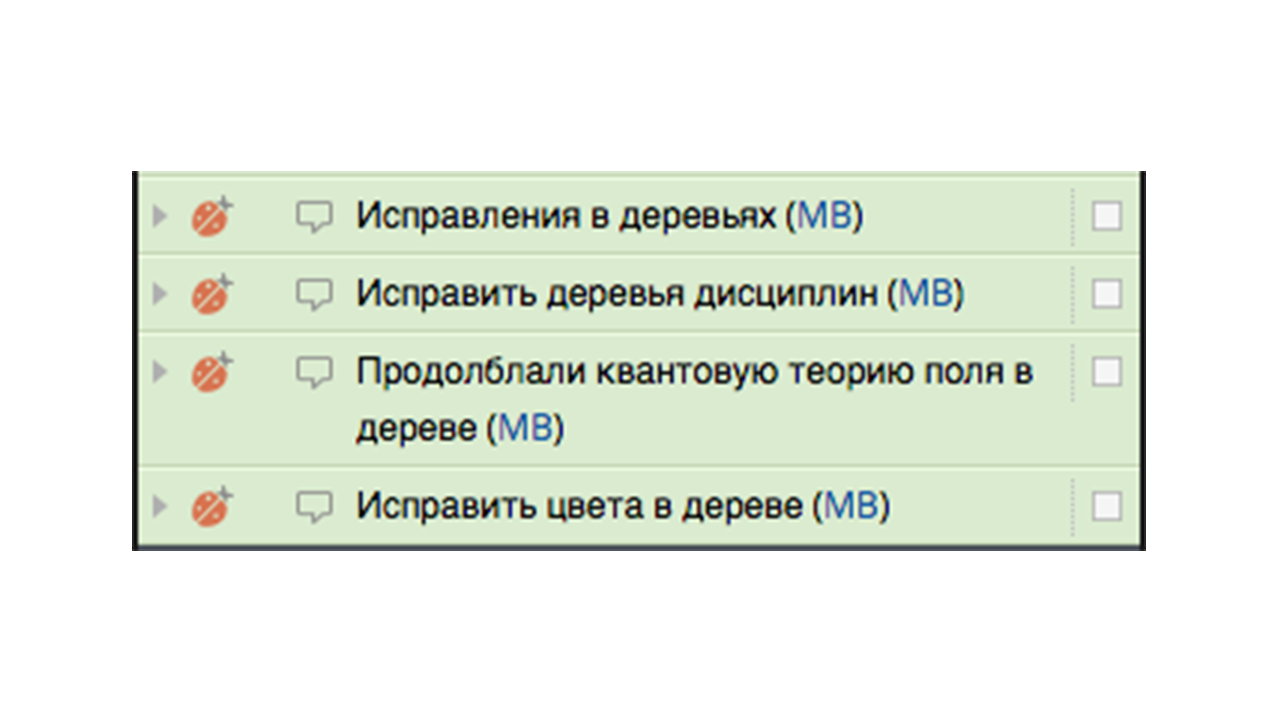 Исправления в деревьях (MB)
Исправить деревья дисциплин (MB)
Продолблали квантовую теорию поля в
дереве (MB)
Исправить цвета в дереве (MB)